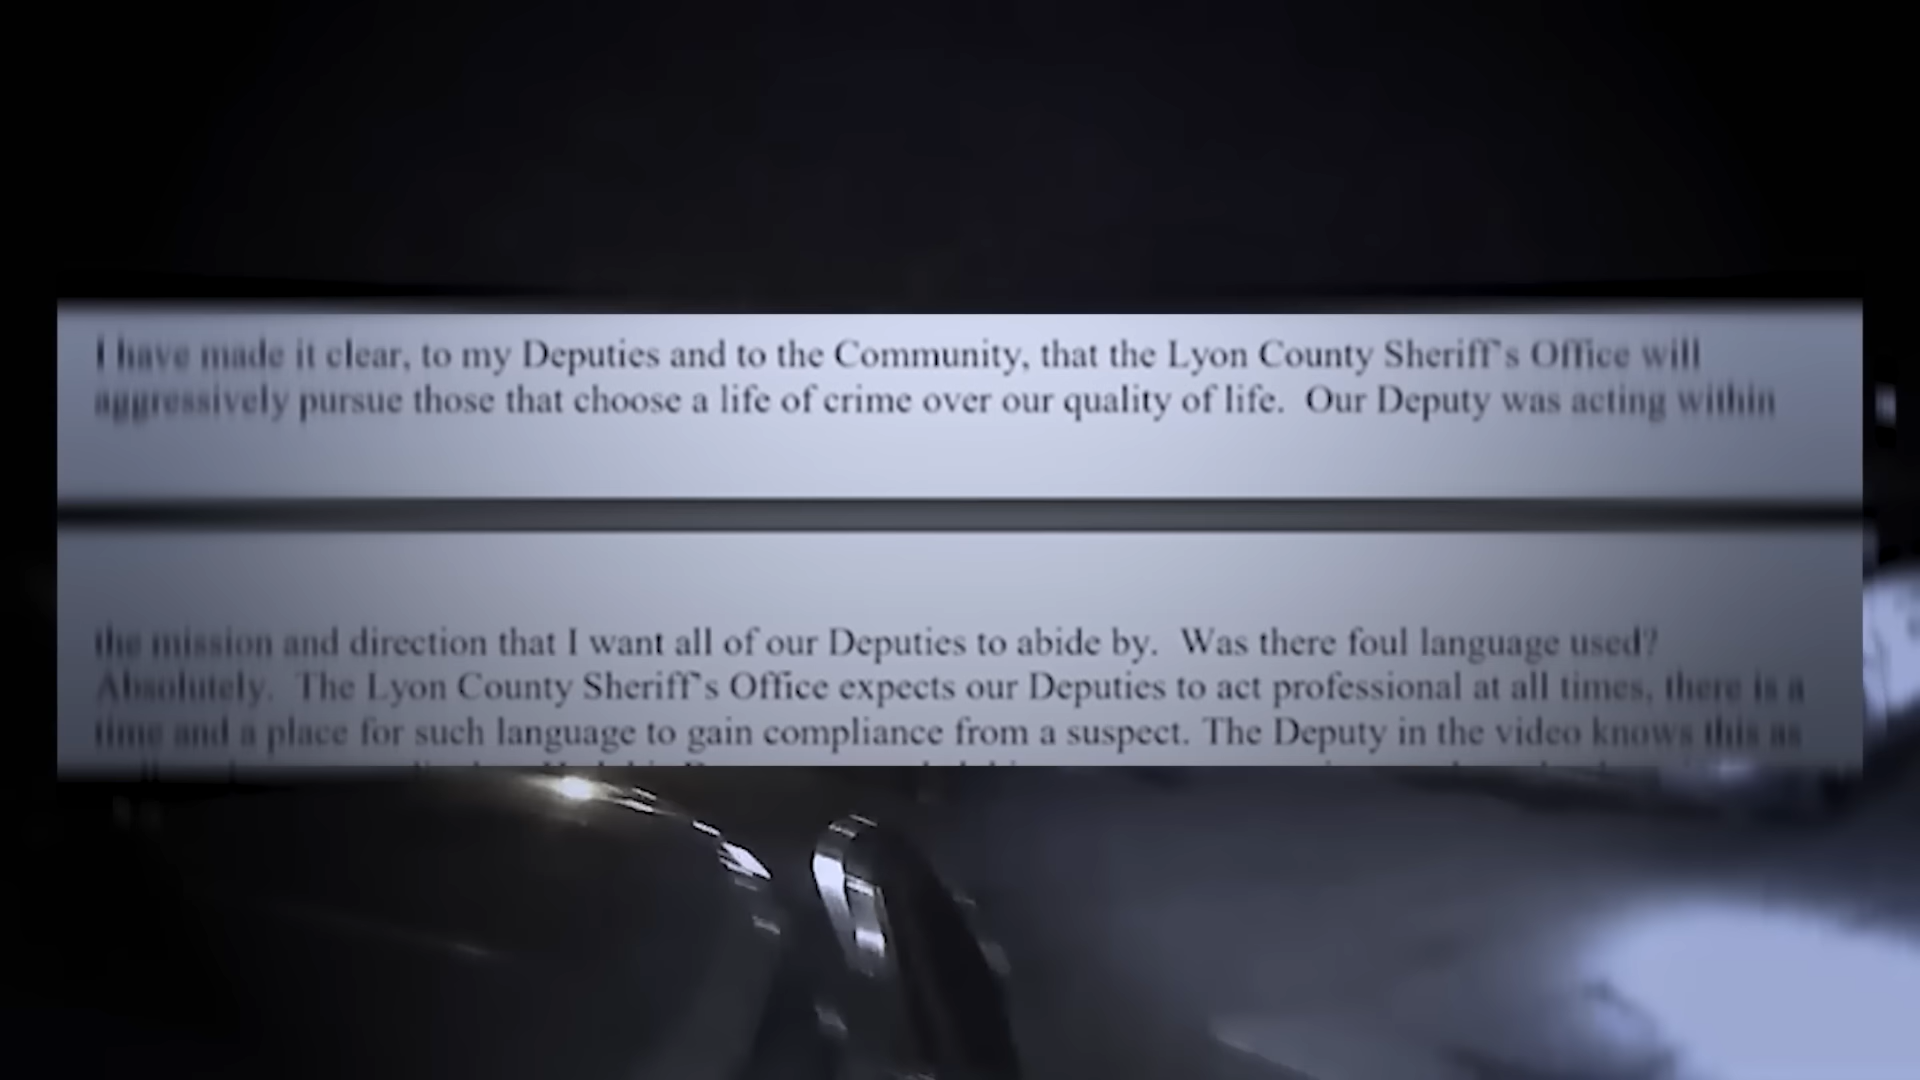 I have made it clear, to my Deputies and to the Community, that the Lyon County Sheriff's Office will
aggressively pursue those that choose a life of crime over our quality of life.  Our Deputy was acting within
the mission and direction that I want all of our Deputies to abide by.  Was there foul language used?
Absolutely.  The Lyon County Sheriff's Office expects our Deputies to act professional at all times, there is a
time and a place for such language to gain compliance from a suspect. The Deputy in the video knows this as